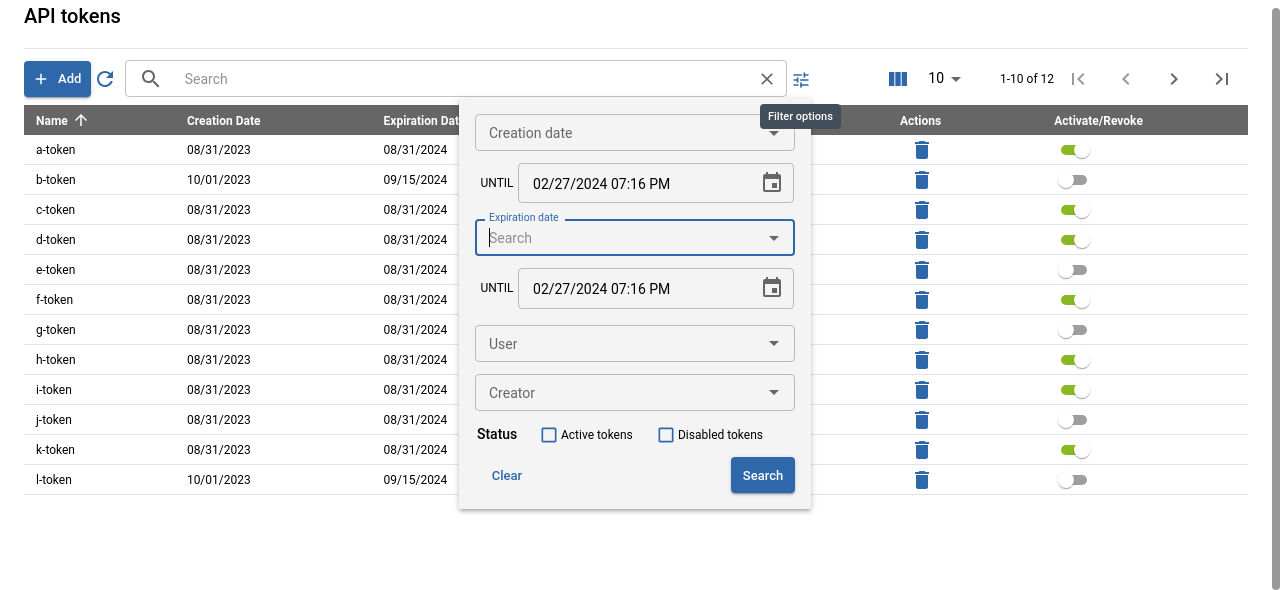 API tokens
Add
Search
10
1-10 of 12
Filter options
Name
Creation Date
Expiration Dat
Actions
Activate/Revoke
a-token 08/31/2023 08/31/2024
b-token 10/01/2023 09/15/2024
c-token 08/31/2023 08/31/2024
d-token 08/31/2023 08/31/2024
e-token 08/31/2023 08/31/2024
f-token 08/31/2023 08/31/2024
g-token 08/31/2023 08/31/2024
h-token 08/31/2023 08/31/2024
i-token 08/31/2023 08/31/2024
j-token 08/31/2023 08/31/2024
k-token 08/31/2023 08/31/2024
l-token 10/01/2023 09/15/2024
Creation date
UNTIL 02/27/2024 07:16 PM
Expiration date
Search
UNTIL 02/27/2024 07:16 PM
User
Creator
Status Active tokens Disabled tokens
Clear Search